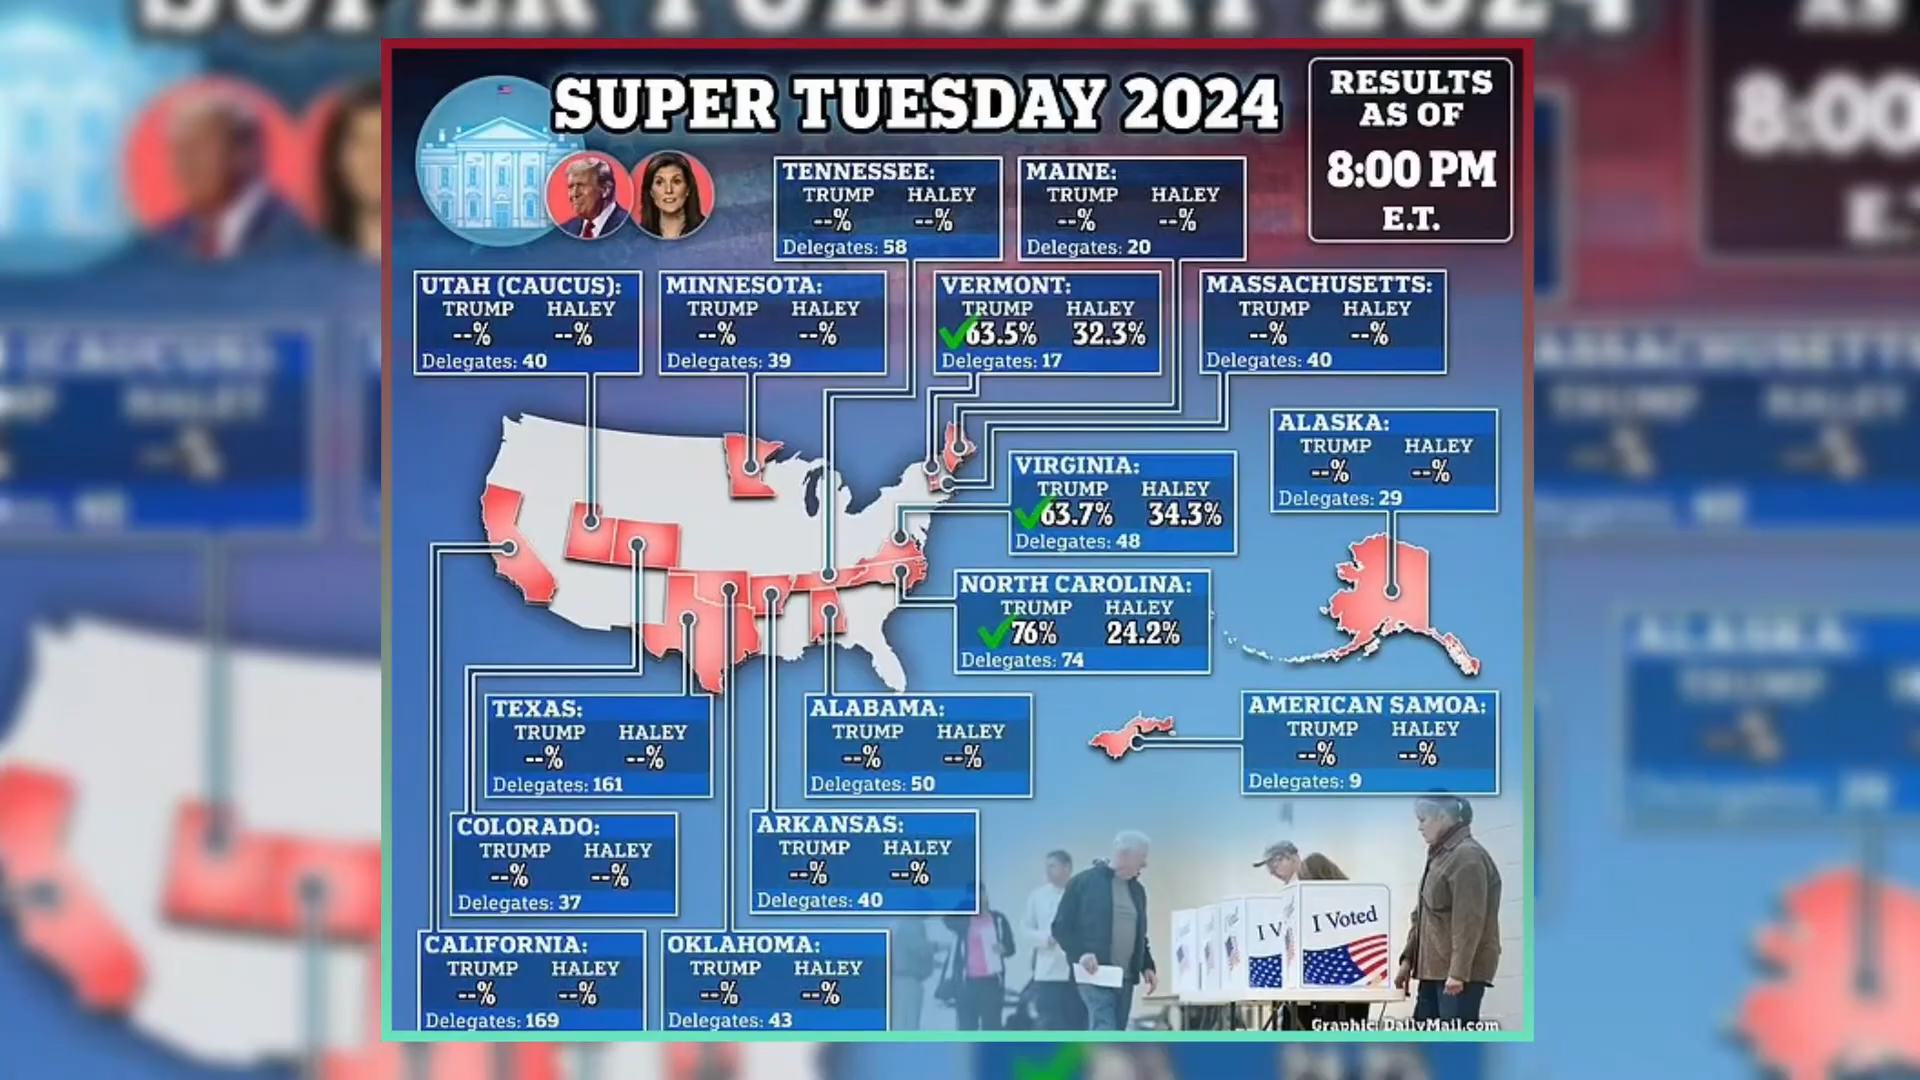 SUPER TUESDAY 2024
RESULTS
AS OF
8:00 PM
E.T.
TENNESSEE:
TRUMP HALEY
--% --%
Delegates: 58
MAINE:
TRUMP HALEY
--% --%
Delegates: 20
UTAH (CAUCUS):
TRUMP HALEY
--% --%
Delegates: 40
MINNESOTA:
TRUMP HALEY
--% --%
Delegates: 39
VERMONT:
TRUMP HALEY
63.5% 32.3%
Delegates: 17
MASSACHUSETTS:
TRUMP HALEY
--% --%
Delegates: 40
ALASKA:
TRUMP HALEY
--% --%
Delegates: 29
VIRGINIA:
TRUMP HALEY
63.7% 34.3%
Delegates: 48
NORTH CAROLINA:
TRUMP HALEY
76% 24.2%
Delegates: 74
TEXAS:
TRUMP HALEY
--% --%
Delegates: 161
ALABAMA:
TRUMP HALEY
--% --%
Delegates: 50
AMERICAN SAMOA:
TRUMP HALEY
--% --%
Delegates: 9
COLORADO:
TRUMP HALEY
--% --%
Delegates: 37
ARKANSAS:
TRUMP HALEY
--% --%
Delegates: 40
CALIFORNIA:
TRUMP HALEY
--% --%
Delegates: 169
OKLAHOMA:
TRUMP HALEY
--% --%
Delegates: 43
I V
I Voted
Graphic: DailyMail.com